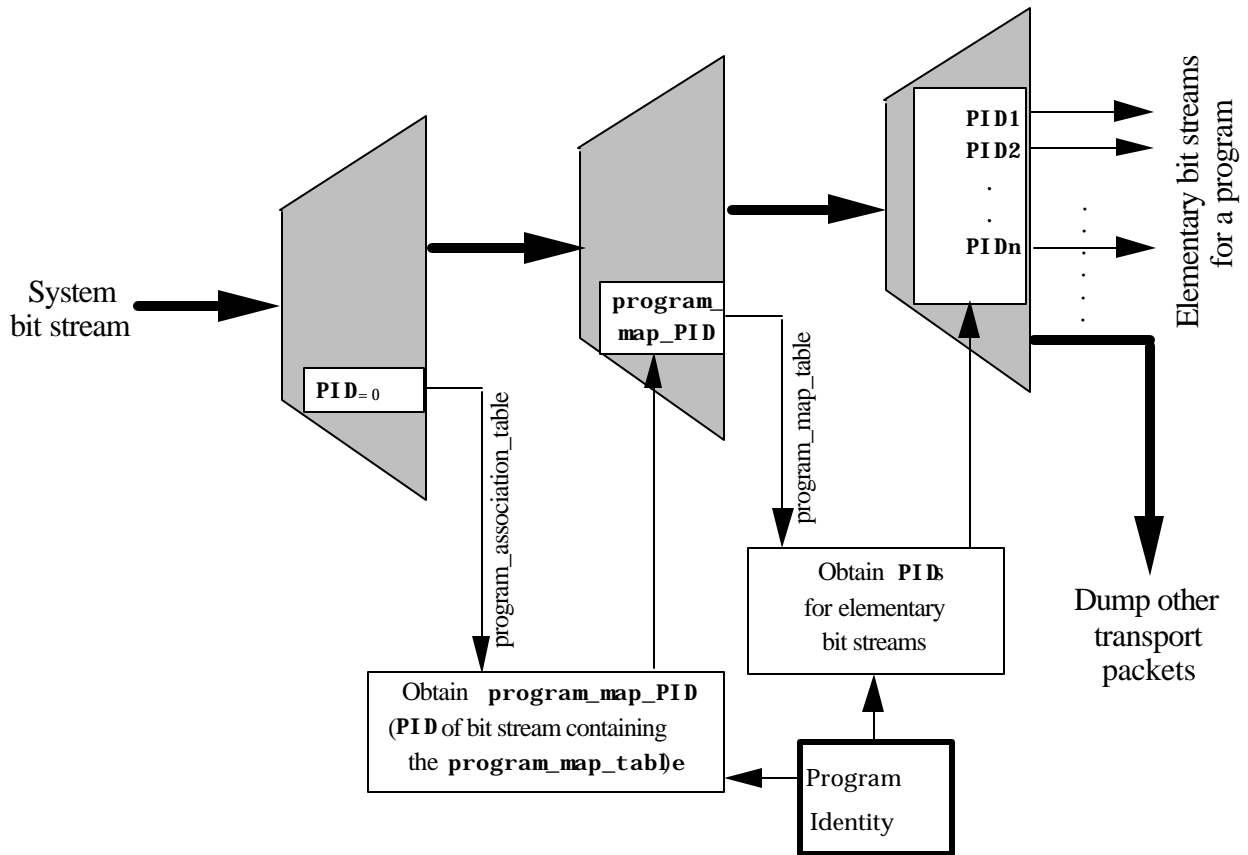 System
bit stream
PID=0
program_association_table
program_
map_PID
program_map_table
PID1
PID2
.
.
PIDn
Elementary bit streams
for a program
Obtain PIDs
for elementary
bit streams
Dump other
transport
packets
Obtain program_map_PID
(PID of bit stream containing
the program_map_tabl)e
Program
Identity